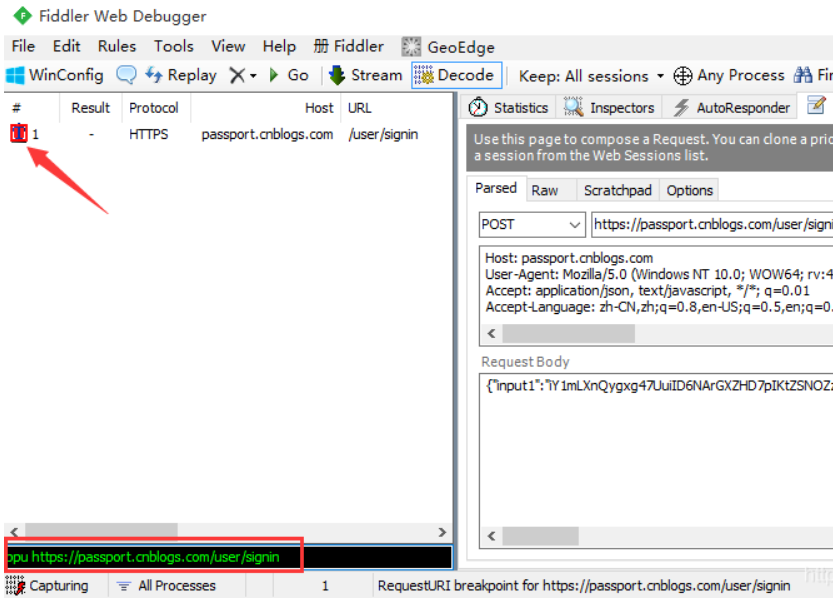 Fiddler Web Debugger
File Edit Rules Tools View Help 册 Fiddler GeoEdge
WinConfig Replay Go Stream Decode Keep: All sessions Any Process Fin
# Result Protocol Host URL
Statistics Inspectors AutoResponder
1 - HTTPS passport.cnblogs.com /user/signin
Use this page to compose a Request. You can clone a prio
a session from the Web Sessions list.
Parsed Raw Scratchpad Options
POST https://passport.cnblogs.com/user/signi
Host: passport.cnblogs.com
User-Agent: Mozilla/5.0 (Windows NT 10.0; WOW64; rv:4
Accept: application/json, text/javascript, */*; q=0.01
Accept-Language: zh-CN,zh;q=0.8,en-US;q=0.5,en;q=0.
Request Body
{"input1":"iY1mLXnQygxg47UuiID6NArGXZHD7pIKtZSNOZz
bpu https://passport.cnblogs.com/user/signin
Capturing All Processes 1 RequestURI breakpoint for https://passport.cnblogs.com/user/signin